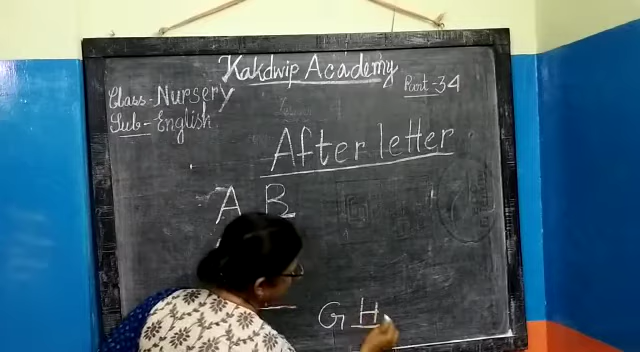 Kakdwip Academy
Class - Nursery
Part-34
Sub-English
After letter
A B
G H